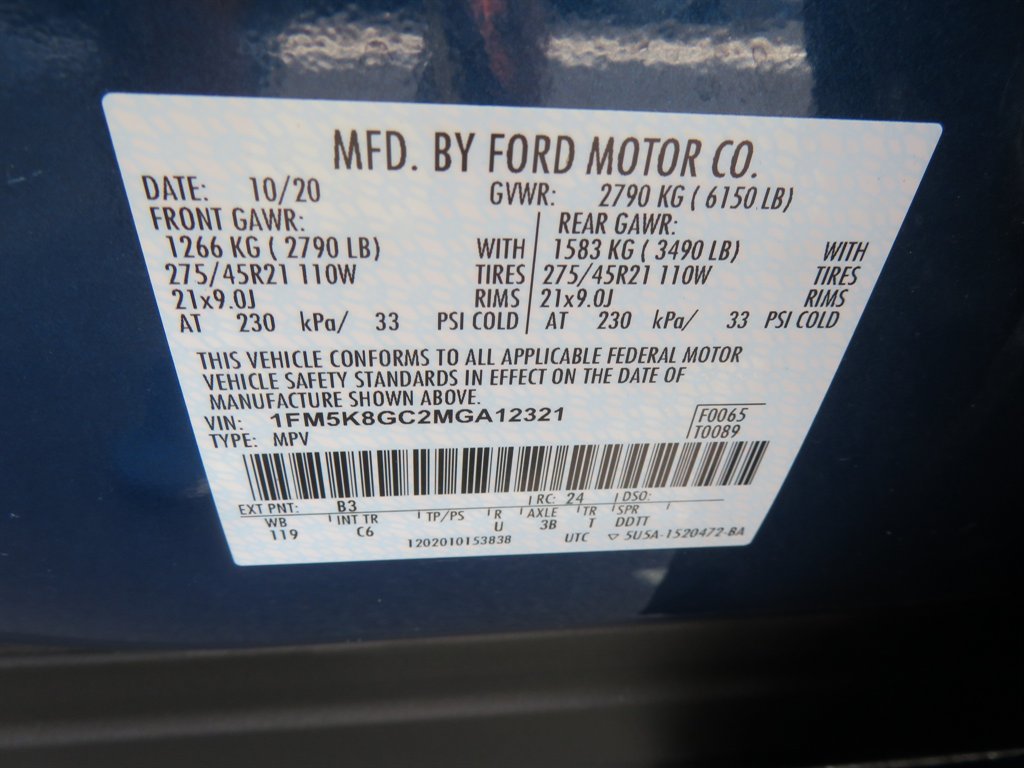 MFD. BY FORD MOTOR CO.
DATE: 10/20 GVWR: 2790 KG ( 6150 LB)
FRONT GAWR: REAR GAWR:
1266 KG ( 2790 LB) WITH 1583 KG ( 3490 LB) WITH
275/45R21 110W TIRES 275/45R21 110W TIRES
21x9.0J RIMS 21x9.0J RIMS
AT 230 kPa/ 33 PSI COLD AT 230 kPa/ 33 PSI COLD
THIS VEHICLE CONFORMS TO ALL APPLICABLE FEDERAL MOTOR
VEHICLE SAFETY STANDARDS IN EFFECT ON THE DATE OF
MANUFACTURE SHOWN ABOVE.
VIN: 1FM5K8GC2MGA12321 F0065
TYPE: MPV T0089
EXT PNT: B3 RC: 24 DSO:
WB INT TR TP/PS R AXLE TR SPR
119 C6 U 3B T DDTT
1202010153838 UTC ▽ 5U5A-1520472-BA